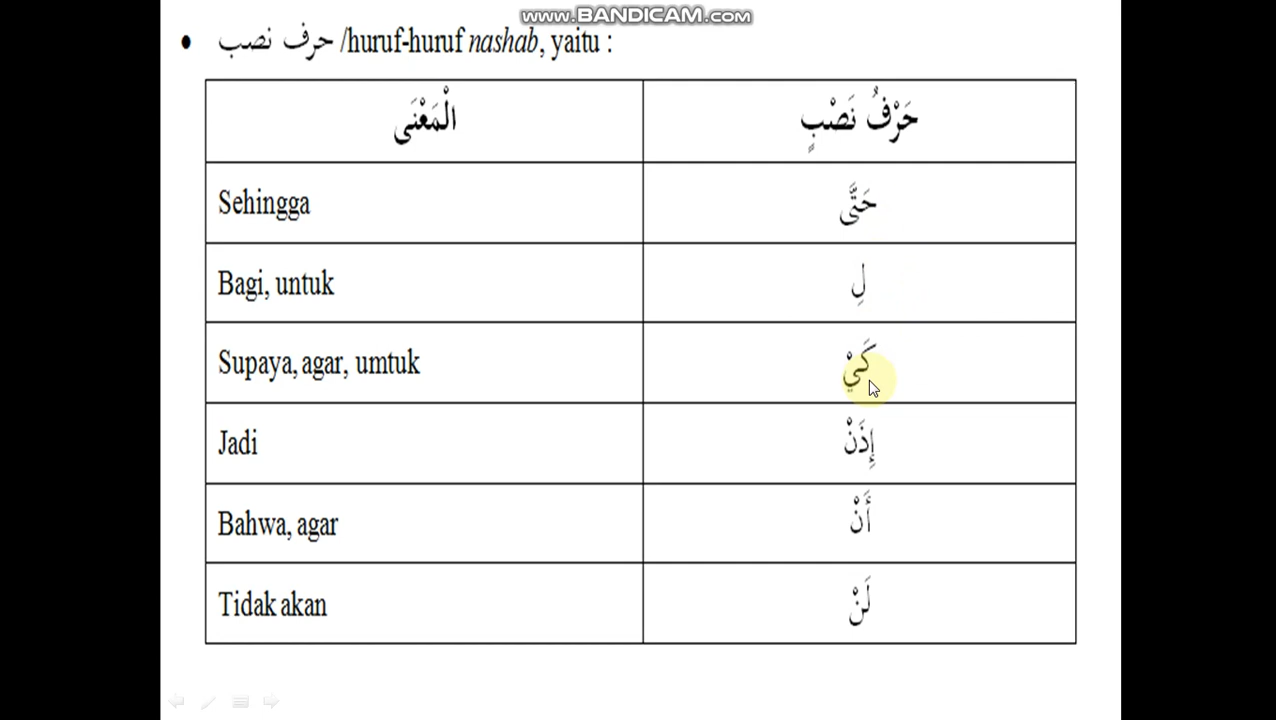 www.BANDICAM.com
• حرف نصب /huruf-huruf nashab, yaitu :
الْمَعْنَى حَرْفُ نَصْبٍ
Sehingga حَتَّى
Bagi, untuk لِ
Supaya, agar, umtuk كَيْ
Jadi إِذَنْ
Bahwa, agar أَنْ
Tidak akan لَنْ